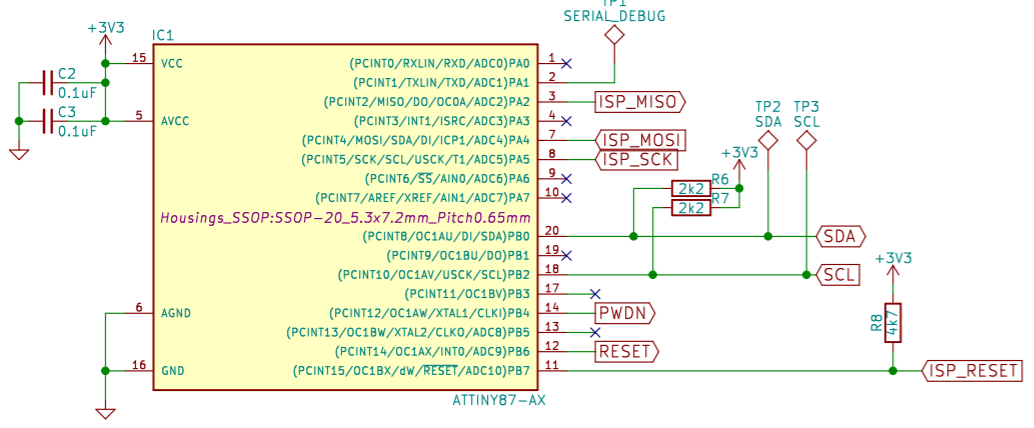 TP1
SERIAL_DEBUG
+3V3
IC1
15 VCC (PCINT0/RXLIN/RXD/ADC0)PA0 1
C2
0.1uF
(PCINT1/TXLIN/TXD/ADC1)PA1 2
(PCINT2/MISO/DO/OC0A/ADC2)PA2 3 ISP_MISO
C3
0.1uF
5 AVCC (PCINT3/INT1/ISRC/ADC3)PA3 4
TP2 TP3
SDA SCL
(PCINT4/MOSI/SDA/DI/ICP1/ADC4)PA4 7 ISP_MOSI
(PCINT5/SCK/SCL/USCK/T1/ADC5)PA5 8 ISP_SCK
+3V3
(PCINT6/SS/AIN0/ADC6)PA6 9
R6
2k2
(PCINT7/AREF/XREF/AIN1/ADC7)PA7 10
R7
2k2
Housings_SSOP:SSOP-20_5.3x7.2mm_Pitch0.65mm
(PCINT8/OC1AU/DI/SDA)PB0 20 SDA
(PCINT9/OC1BU/DO)PB1 19
+3V3
(PCINT10/OC1AV/USCK/SCL)PB2 18 SCL
(PCINT11/OC1BV)PB3 17
6 AGND (PCINT12/OC1AW/XTAL1/CLKI)PB4 14 PWDN
R8
4k7
(PCINT13/OC1BW/XTAL2/CLKO/ADC8)PB5 13
(PCINT14/OC1AX/INT0/ADC9)PB6 12 RESET
16 GND (PCINT15/OC1BX/dW/RESET/ADC10)PB7 11 ISP_RESET
ATTINY87-AX